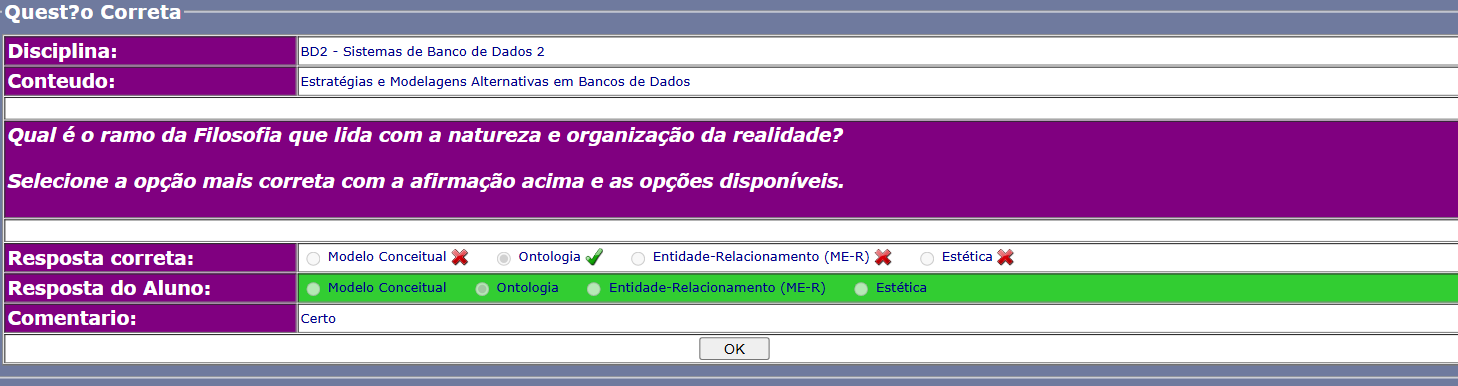 Quest?o Correta
Disciplina: BD2 - Sistemas de Banco de Dados 2
Conteudo: Estratégias e Modelagens Alternativas em Bancos de Dados
Qual é o ramo da Filosofia que lida com a natureza e organização da realidade?
Selecione a opção mais correta com a afirmação acima e as opções disponíveis.
Resposta correta: Modelo Conceitual Ontologia Entidade-Relacionamento (ME-R) Estética
Resposta do Aluno: Modelo Conceitual Ontologia Entidade-Relacionamento (ME-R) Estética
Comentario: Certo
OK